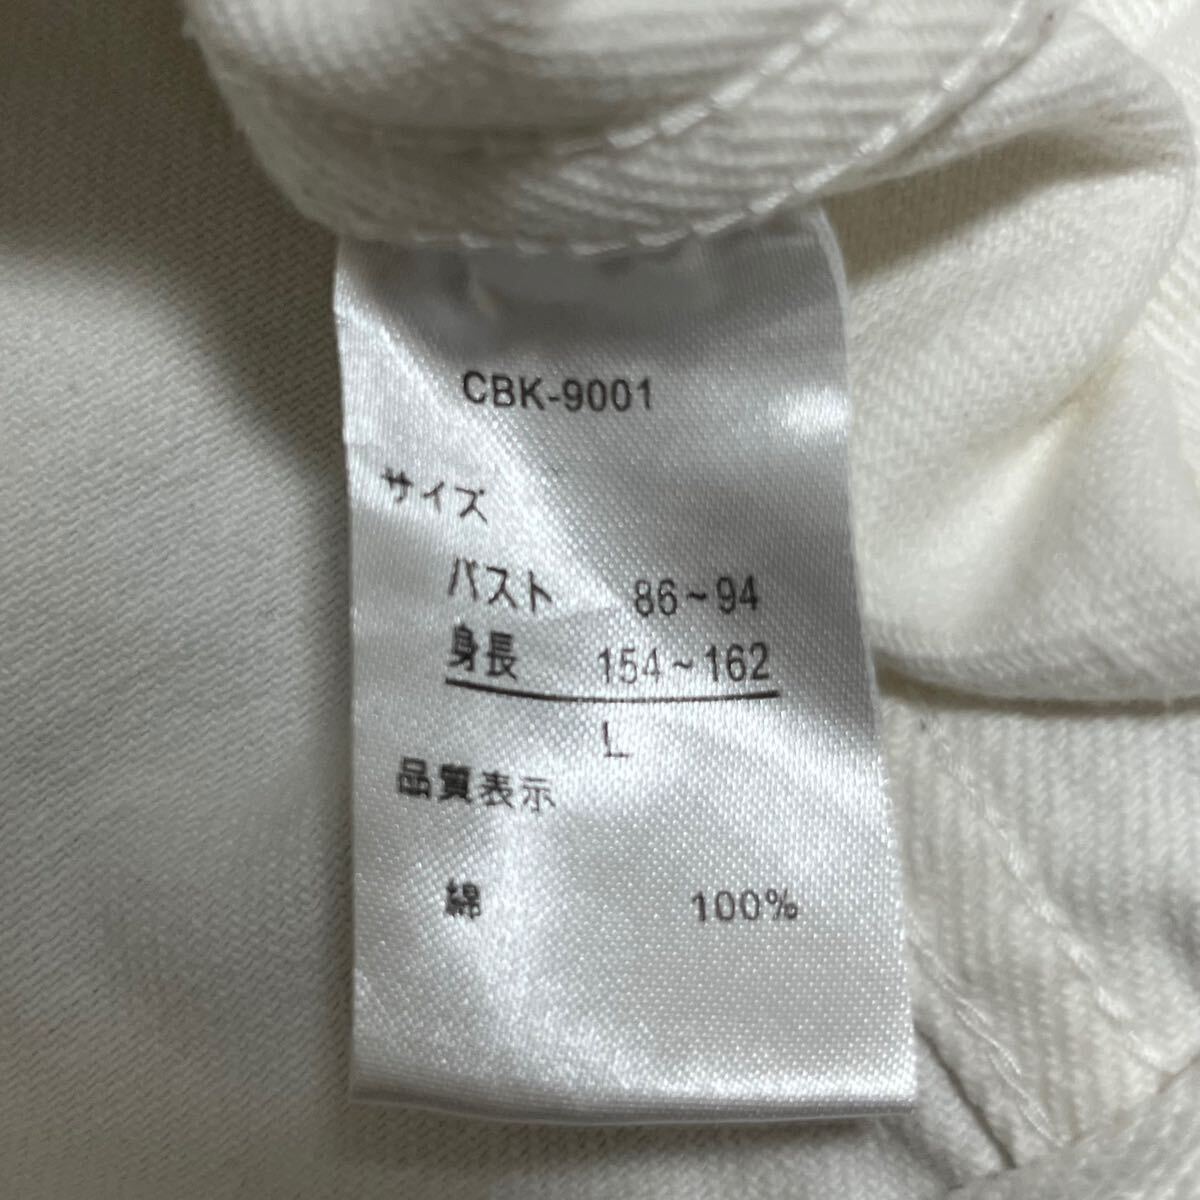 CBK-9001
サイズ
バスト 86~94
身長 154~162
L
品質表示
綿 100%